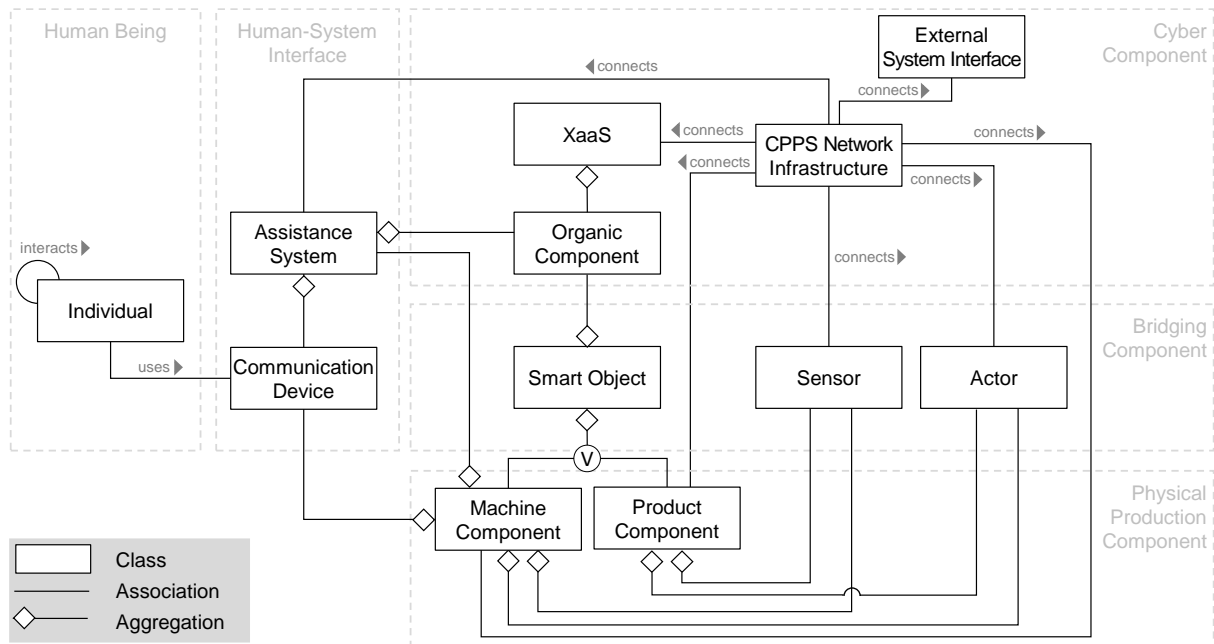 Human Being
Human-System
Interface
Cyber
Component
External
System Interface
connects
connects
XaaS
connects
CPPS Network
Infrastructure
connects
connects
connects
Assistance
System
Organic
Component
interacts
connects
Individual
Bridging
Component
uses
Communication
Device
Smart Object
Sensor
Actor
V
Machine
Component
Product
Component
Physical
Production
Component
Class
Association
Aggregation